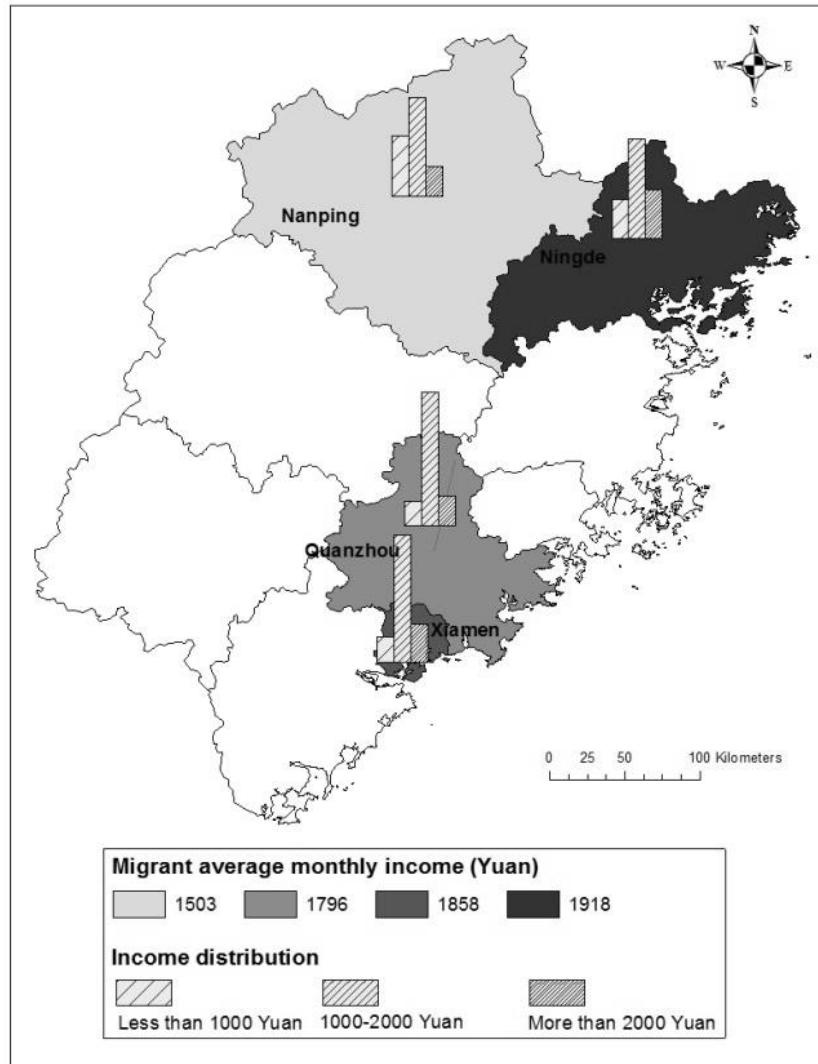 N
W E
S
Nanping
Ningde
Quanzhou
Xiamen
0 25 50 100 Kilometers
Migrant average monthly income (Yuan)
1503 1796 1858 1918
Income distribution
Less than 1000 Yuan 1000-2000 Yuan More than 2000 Yuan